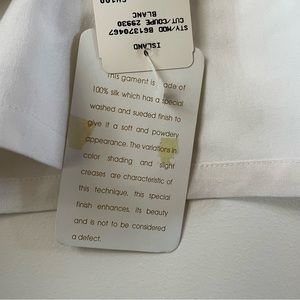 STY/MOD B61370467
CUT/COUPE 29930
BLANC
ISLAND
0
This garment is made of
100% silk which has a special
washed and sueded finish to
give it a soft and powdery
appearance. The variations in
color shading and slight
creases are characteristic of
this technique, this special
finish enhances, its beauty
and is not to be considered
a defect.